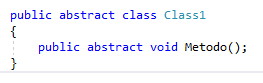 public abstract class Class1
{
    public abstract void Metodo();
}